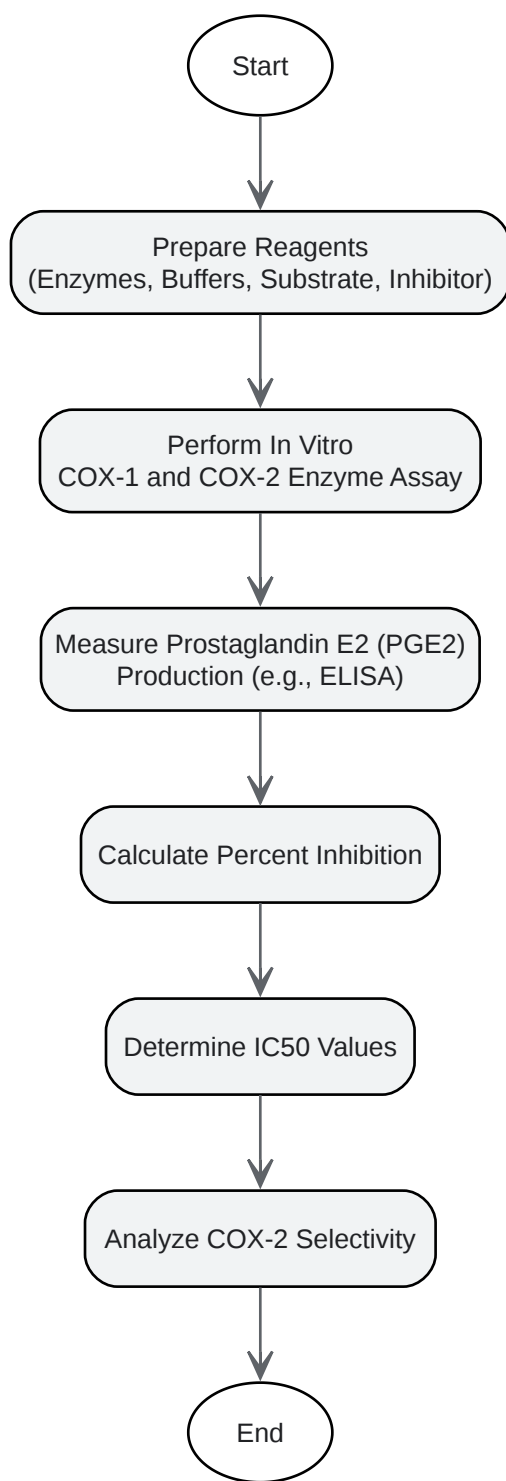 Start
Prepare Reagents
(Enzymes, Buffers, Substrate, Inhibitor)
Perform In Vitro
COX-1 and COX-2 Enzyme Assay
Measure Prostaglandin E2 (PGE2)
Production (e.g., ELISA)
Calculate Percent Inhibition
Determine IC50 Values
Analyze COX-2 Selectivity
End